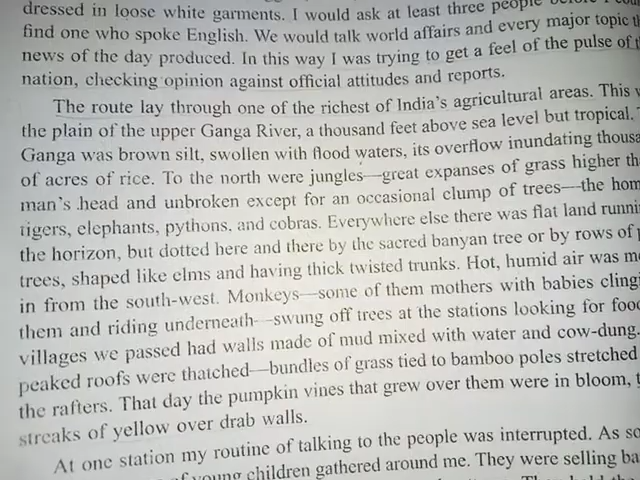 dressed in loose white garments. I would ask at least three people before I
find one who spoke English. We would talk world affairs and every major topic
news of the day produced. In this way I was trying to get a feel of the pulse of
nation, checking opinion against official attitudes and reports.
The route lay through one of the richest of India's agricultural areas. This
the plain of the upper Ganga River, a thousand feet above sea level but tropical.
Ganga was brown silt, swollen with flood waters, its overflow inundating
of acres of rice. To the north were jungles—great expanses of grass higher
man's head and unbroken except for an occasional clump of trees—the
tigers, elephants, pythons, and cobras. Everywhere else there was flat land
the horizon, but dotted here and there by the sacred banyan tree or by rows of
trees, shaped like elms and having thick twisted trunks. Hot, humid air was
in from the south-west. Monkeys—some of them mothers with babies
them and riding underneath—swung off trees at the stations looking for
villages we passed had walls made of mud mixed with water and cow-dung.
peaked roofs were thatched—bundles of grass tied to bamboo poles stretched
the rafters. That day the pumpkin vines that grew over them were in bloom,
streaks of yellow over drab walls.
At one station my routine of talking to the people was interrupted. As
of young children gathered around me. They were selling